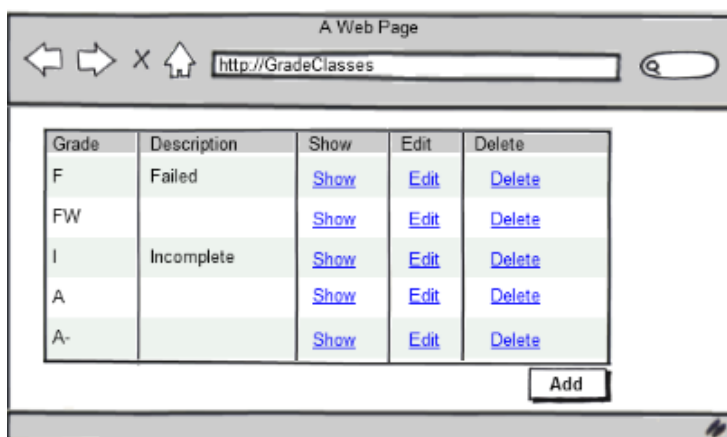 A Web Page
http://GradeClasses
Grade Description Show Edit Delete
F Failed Show Edit Delete
FW Show Edit Delete
I Incomplete Show Edit Delete
A Show Edit Delete
A- Show Edit Delete
Add